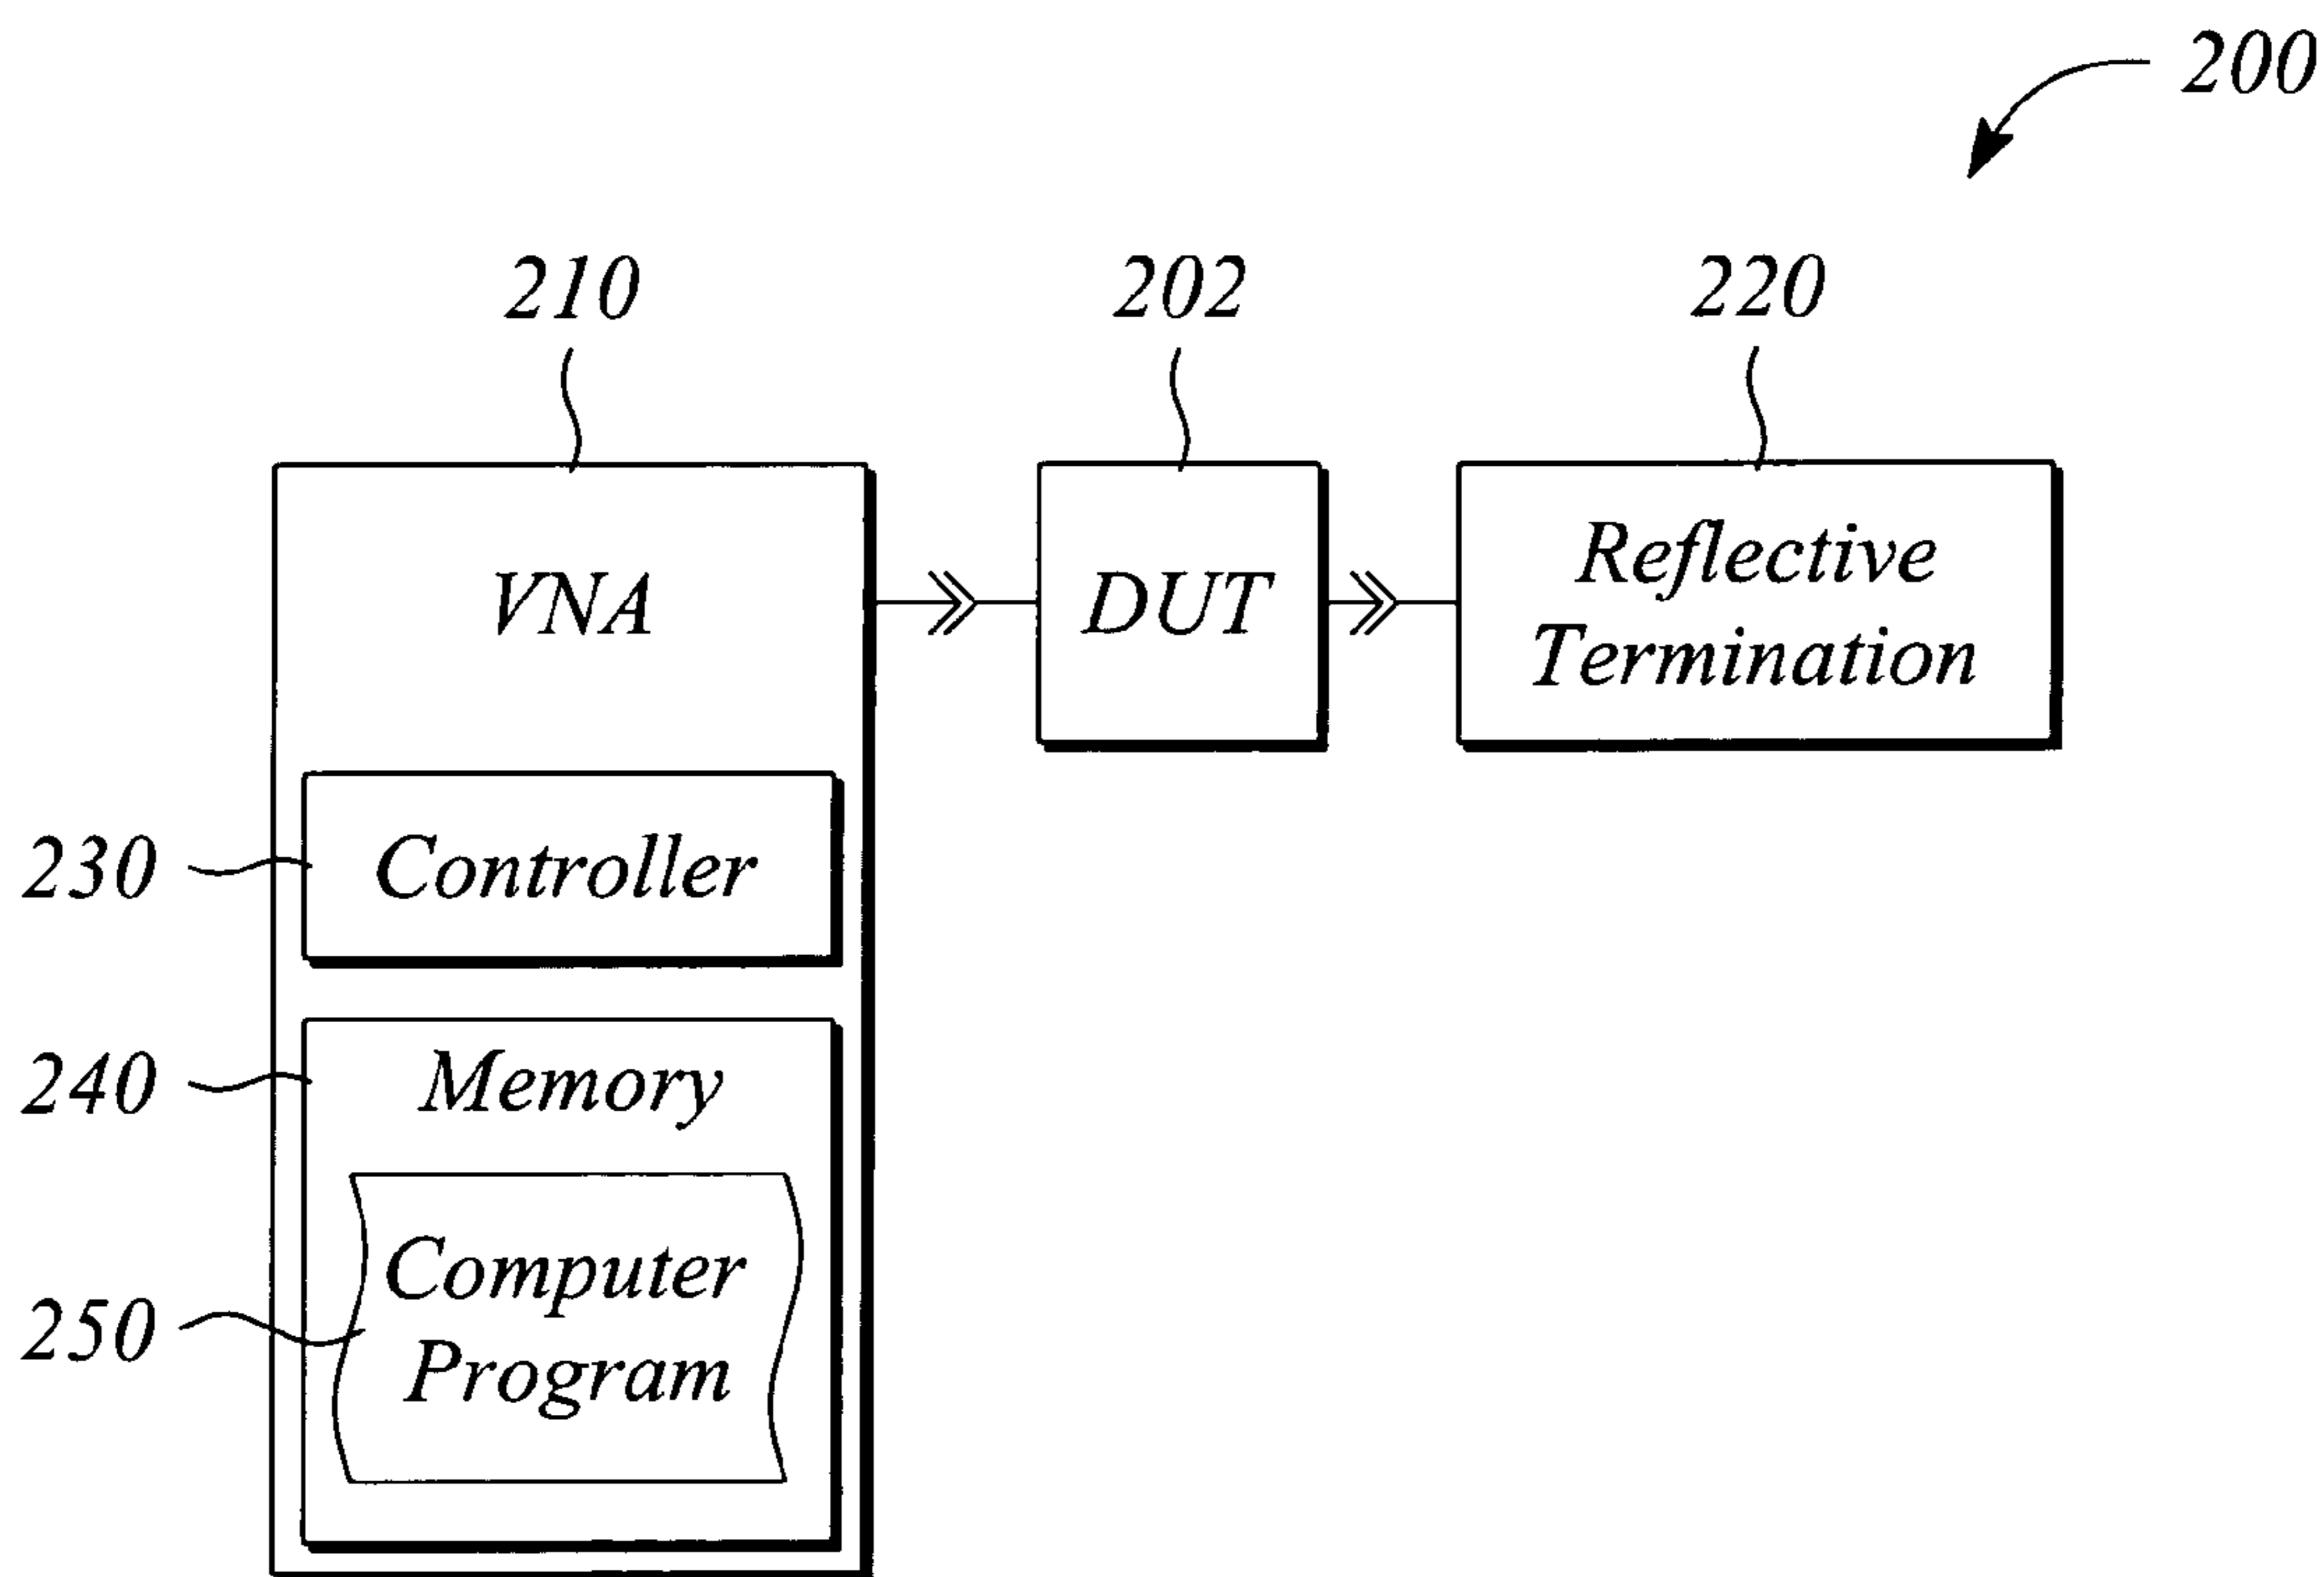 200
210
202
220
VNA
DUT
Reflective
Termination
230
Controller
240
Memory
250
Computer
Program